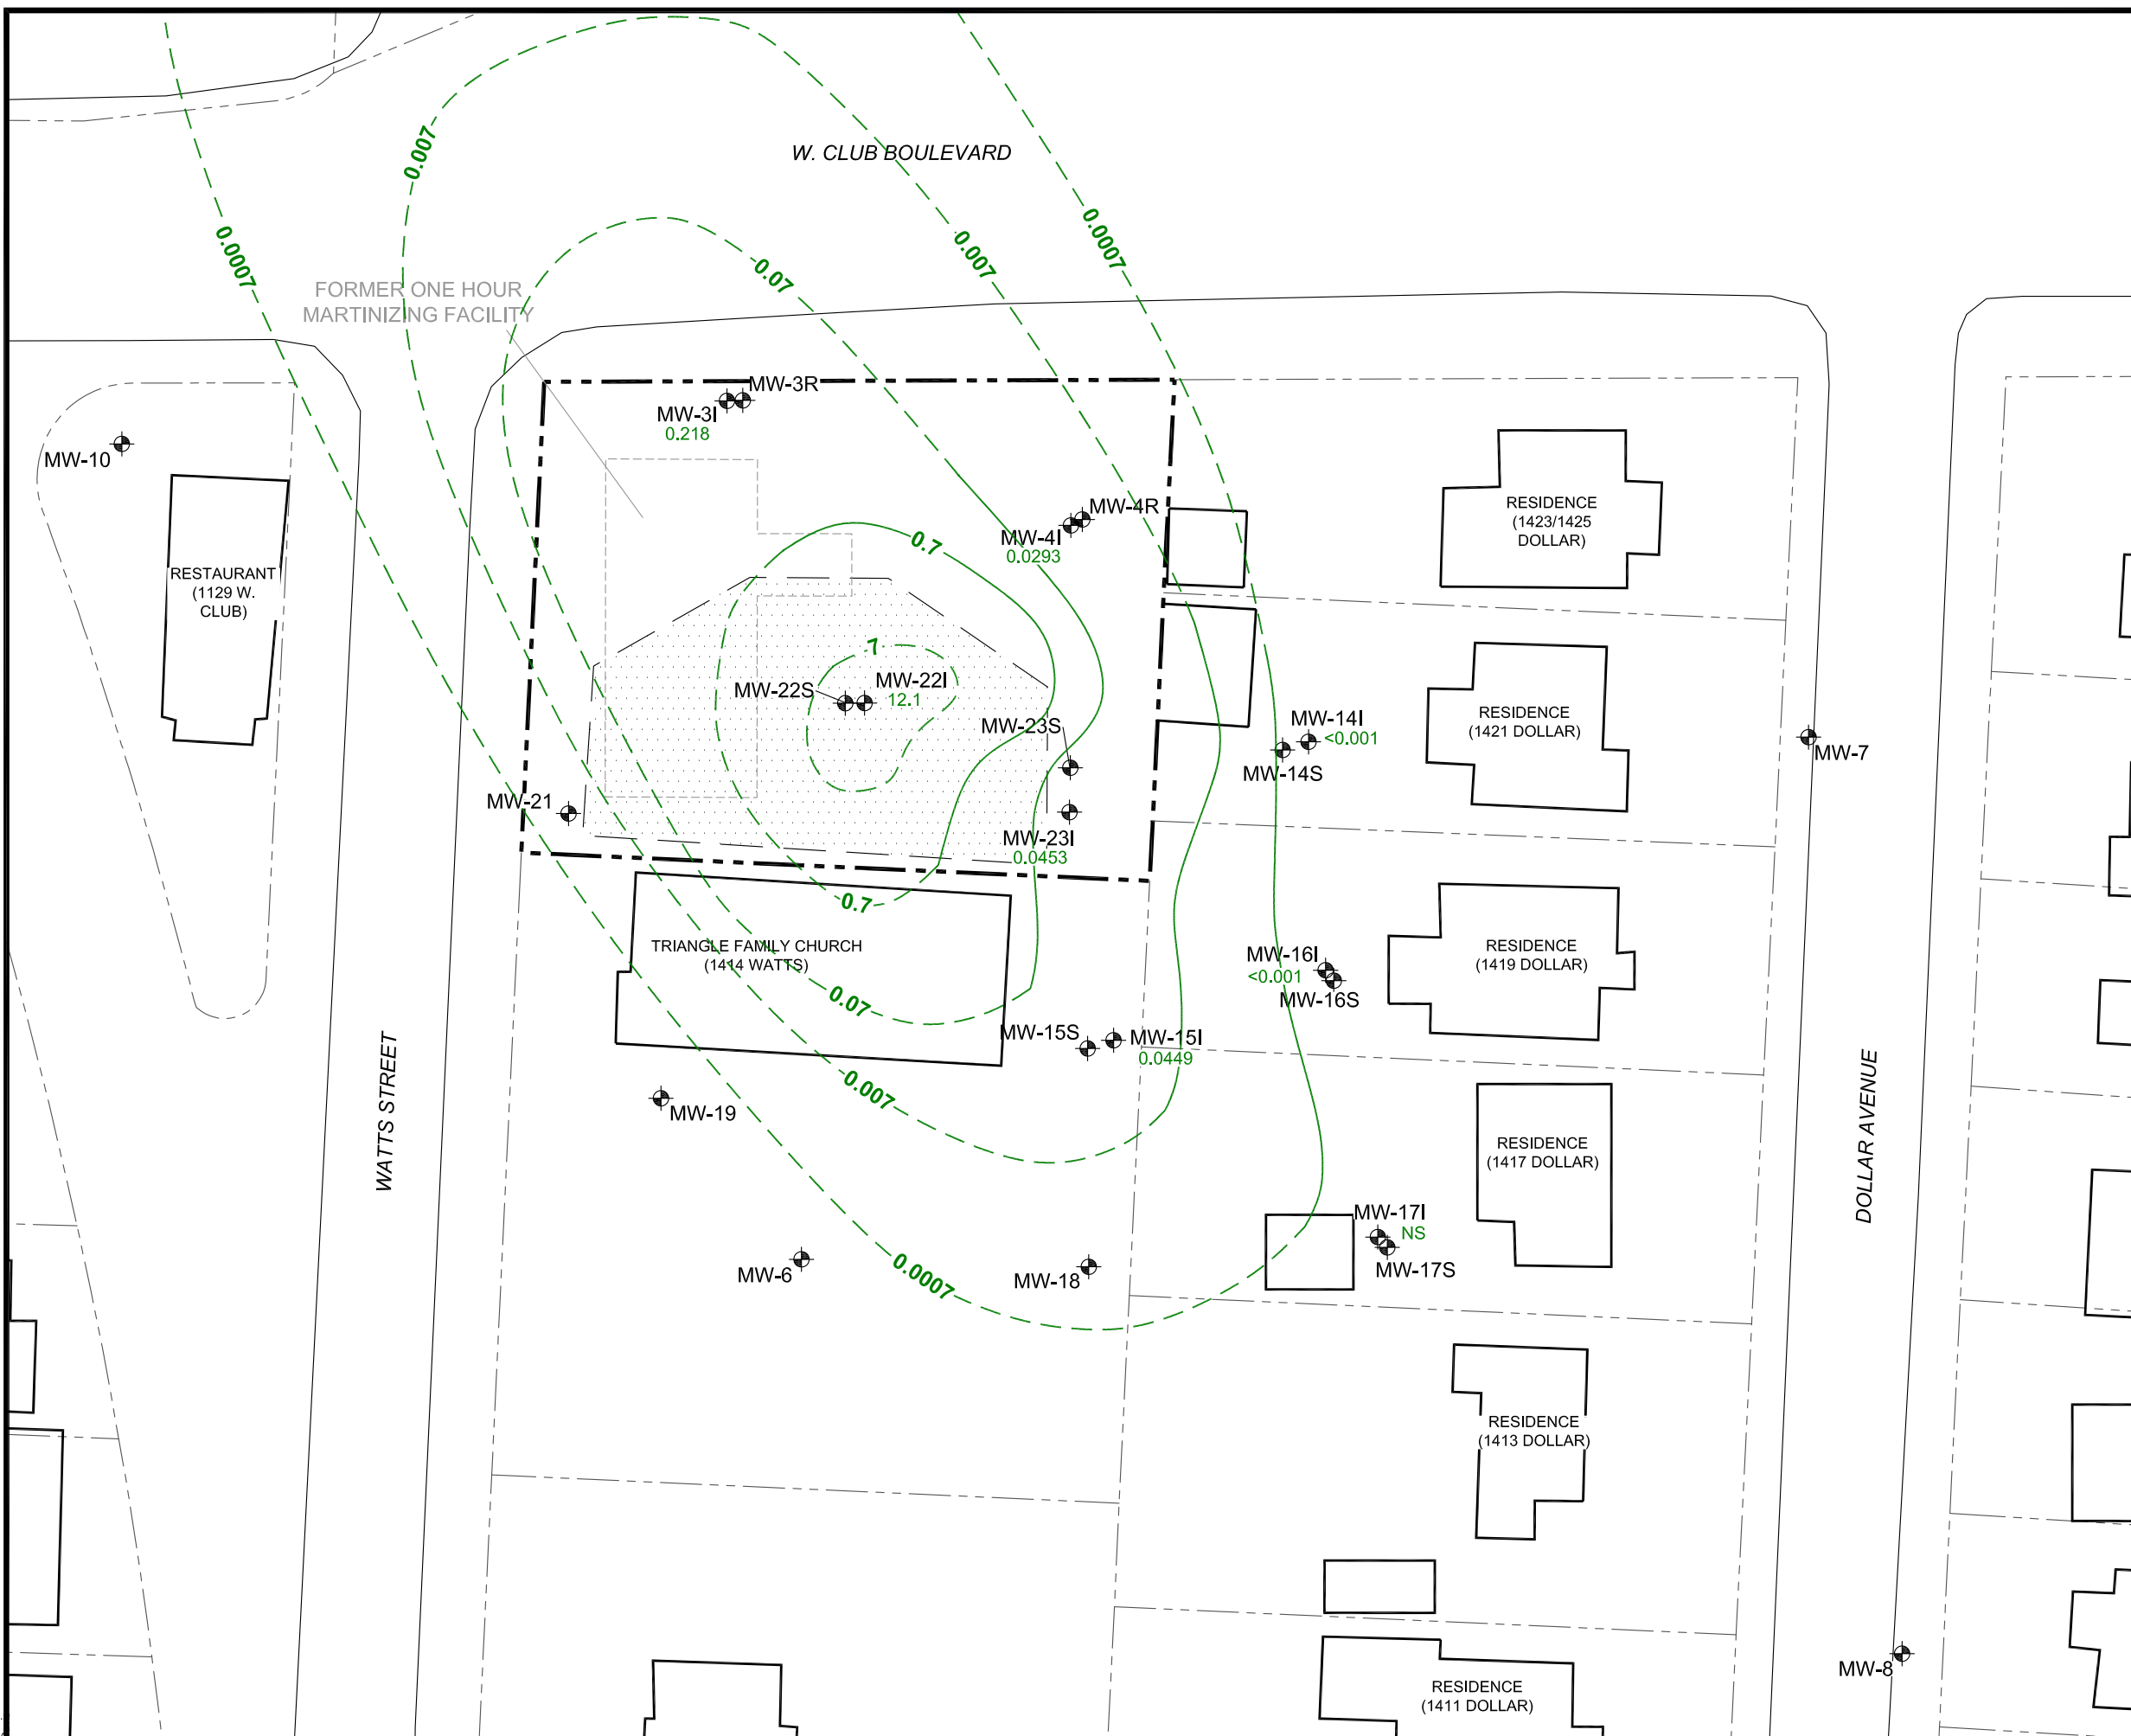 0.007
W. CLUB BOULEVARD
0.0007
0.007
0.0007
0.07
FORMER ONE HOUR
MARTINIZING FACILITY
MW-3R
MW-3I
0.218
MW-10
MW-4R
MW-4I
0.0293
0.7
RESIDENCE
(1423/1425
DOLLAR)
RESTAURANT
(1129 W.
CLUB)
7
MW-22S
MW-22I
12.1
MW-23S
MW-14I
<0.001
MW-14S
RESIDENCE
(1421 DOLLAR)
MW-7
MW-21
MW-23I
0.0453
0.7
TRIANGLE FAMILY CHURCH
(1414 WATTS)
MW-16I
<0.001
MW-16S
RESIDENCE
(1419 DOLLAR)
0.07
MW-15S
MW-15I
0.0449
WATTS STREET
0.007
MW-19
RESIDENCE
(1417 DOLLAR)
DOLLAR AVENUE
MW-17I
NS
MW-17S
MW-6
0.0007
MW-18
RESIDENCE
(1413 DOLLAR)
MW-8
RESIDENCE
(1411 DOLLAR)